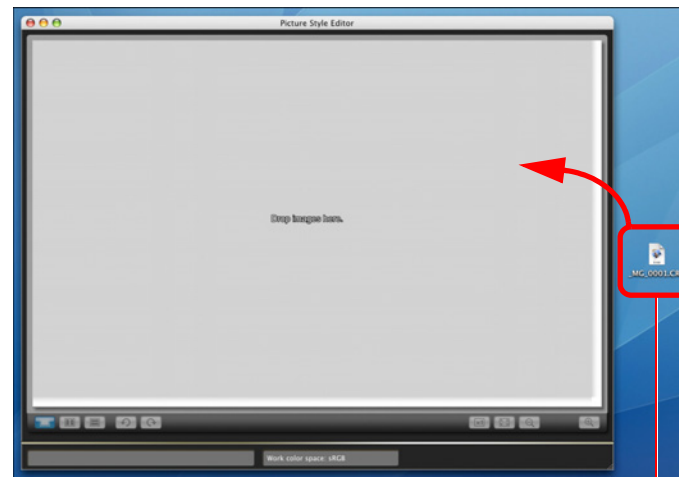 Picture Style Editor
Drop images here.
_MG_0001.CR
Work color space: sRGB